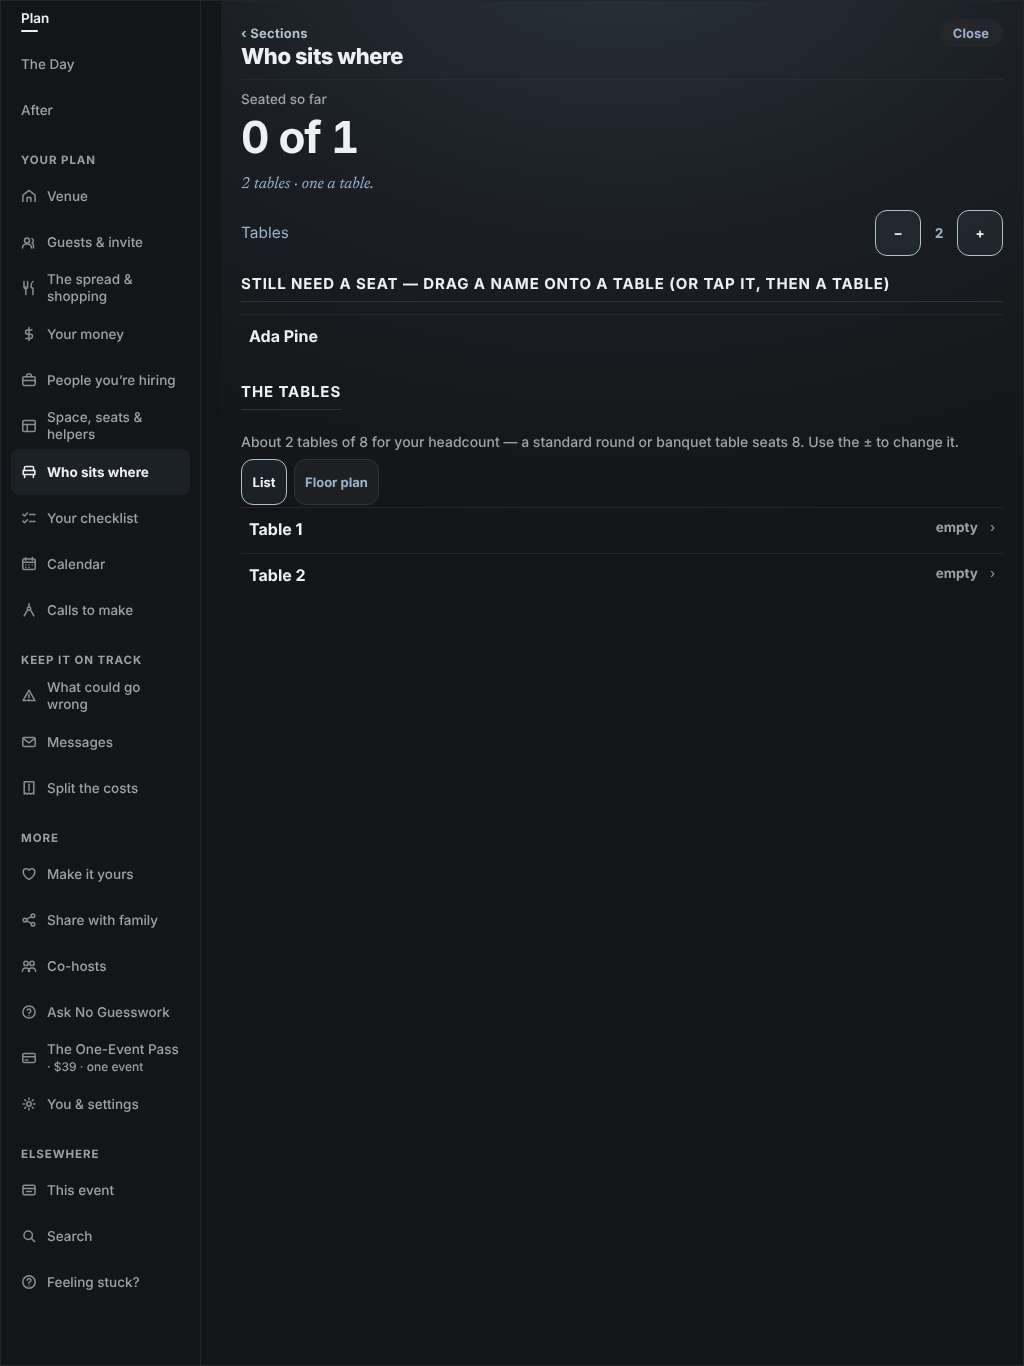 Plan
The Day
After
YOUR PLAN
Venue
Guests & invite
The spread &
shopping
Your money
People you’re hiring
Space, seats &
helpers
Who sits where
Your checklist
Calendar
Calls to make
KEEP IT ON TRACK
What could go
wrong
Messages
Split the costs
MORE
Make it yours
Share with family
Co-hosts
Ask No Guesswork
The One-Event Pass
· $39 · one event
You & settings
ELSEWHERE
This event
Search
Feeling stuck?
‹ Sections
Close
Who sits where
Seated so far
0 of 1
2 tables · one a table.
Tables
− 2 +
STILL NEED A SEAT — DRAG A NAME ONTO A TABLE (OR TAP IT, THEN A TABLE)
Ada Pine
THE TABLES
About 2 tables of 8 for your headcount — a standard round or banquet table seats 8. Use the ± to change it.
List Floor plan
Table 1 empty ›
Table 2 empty ›